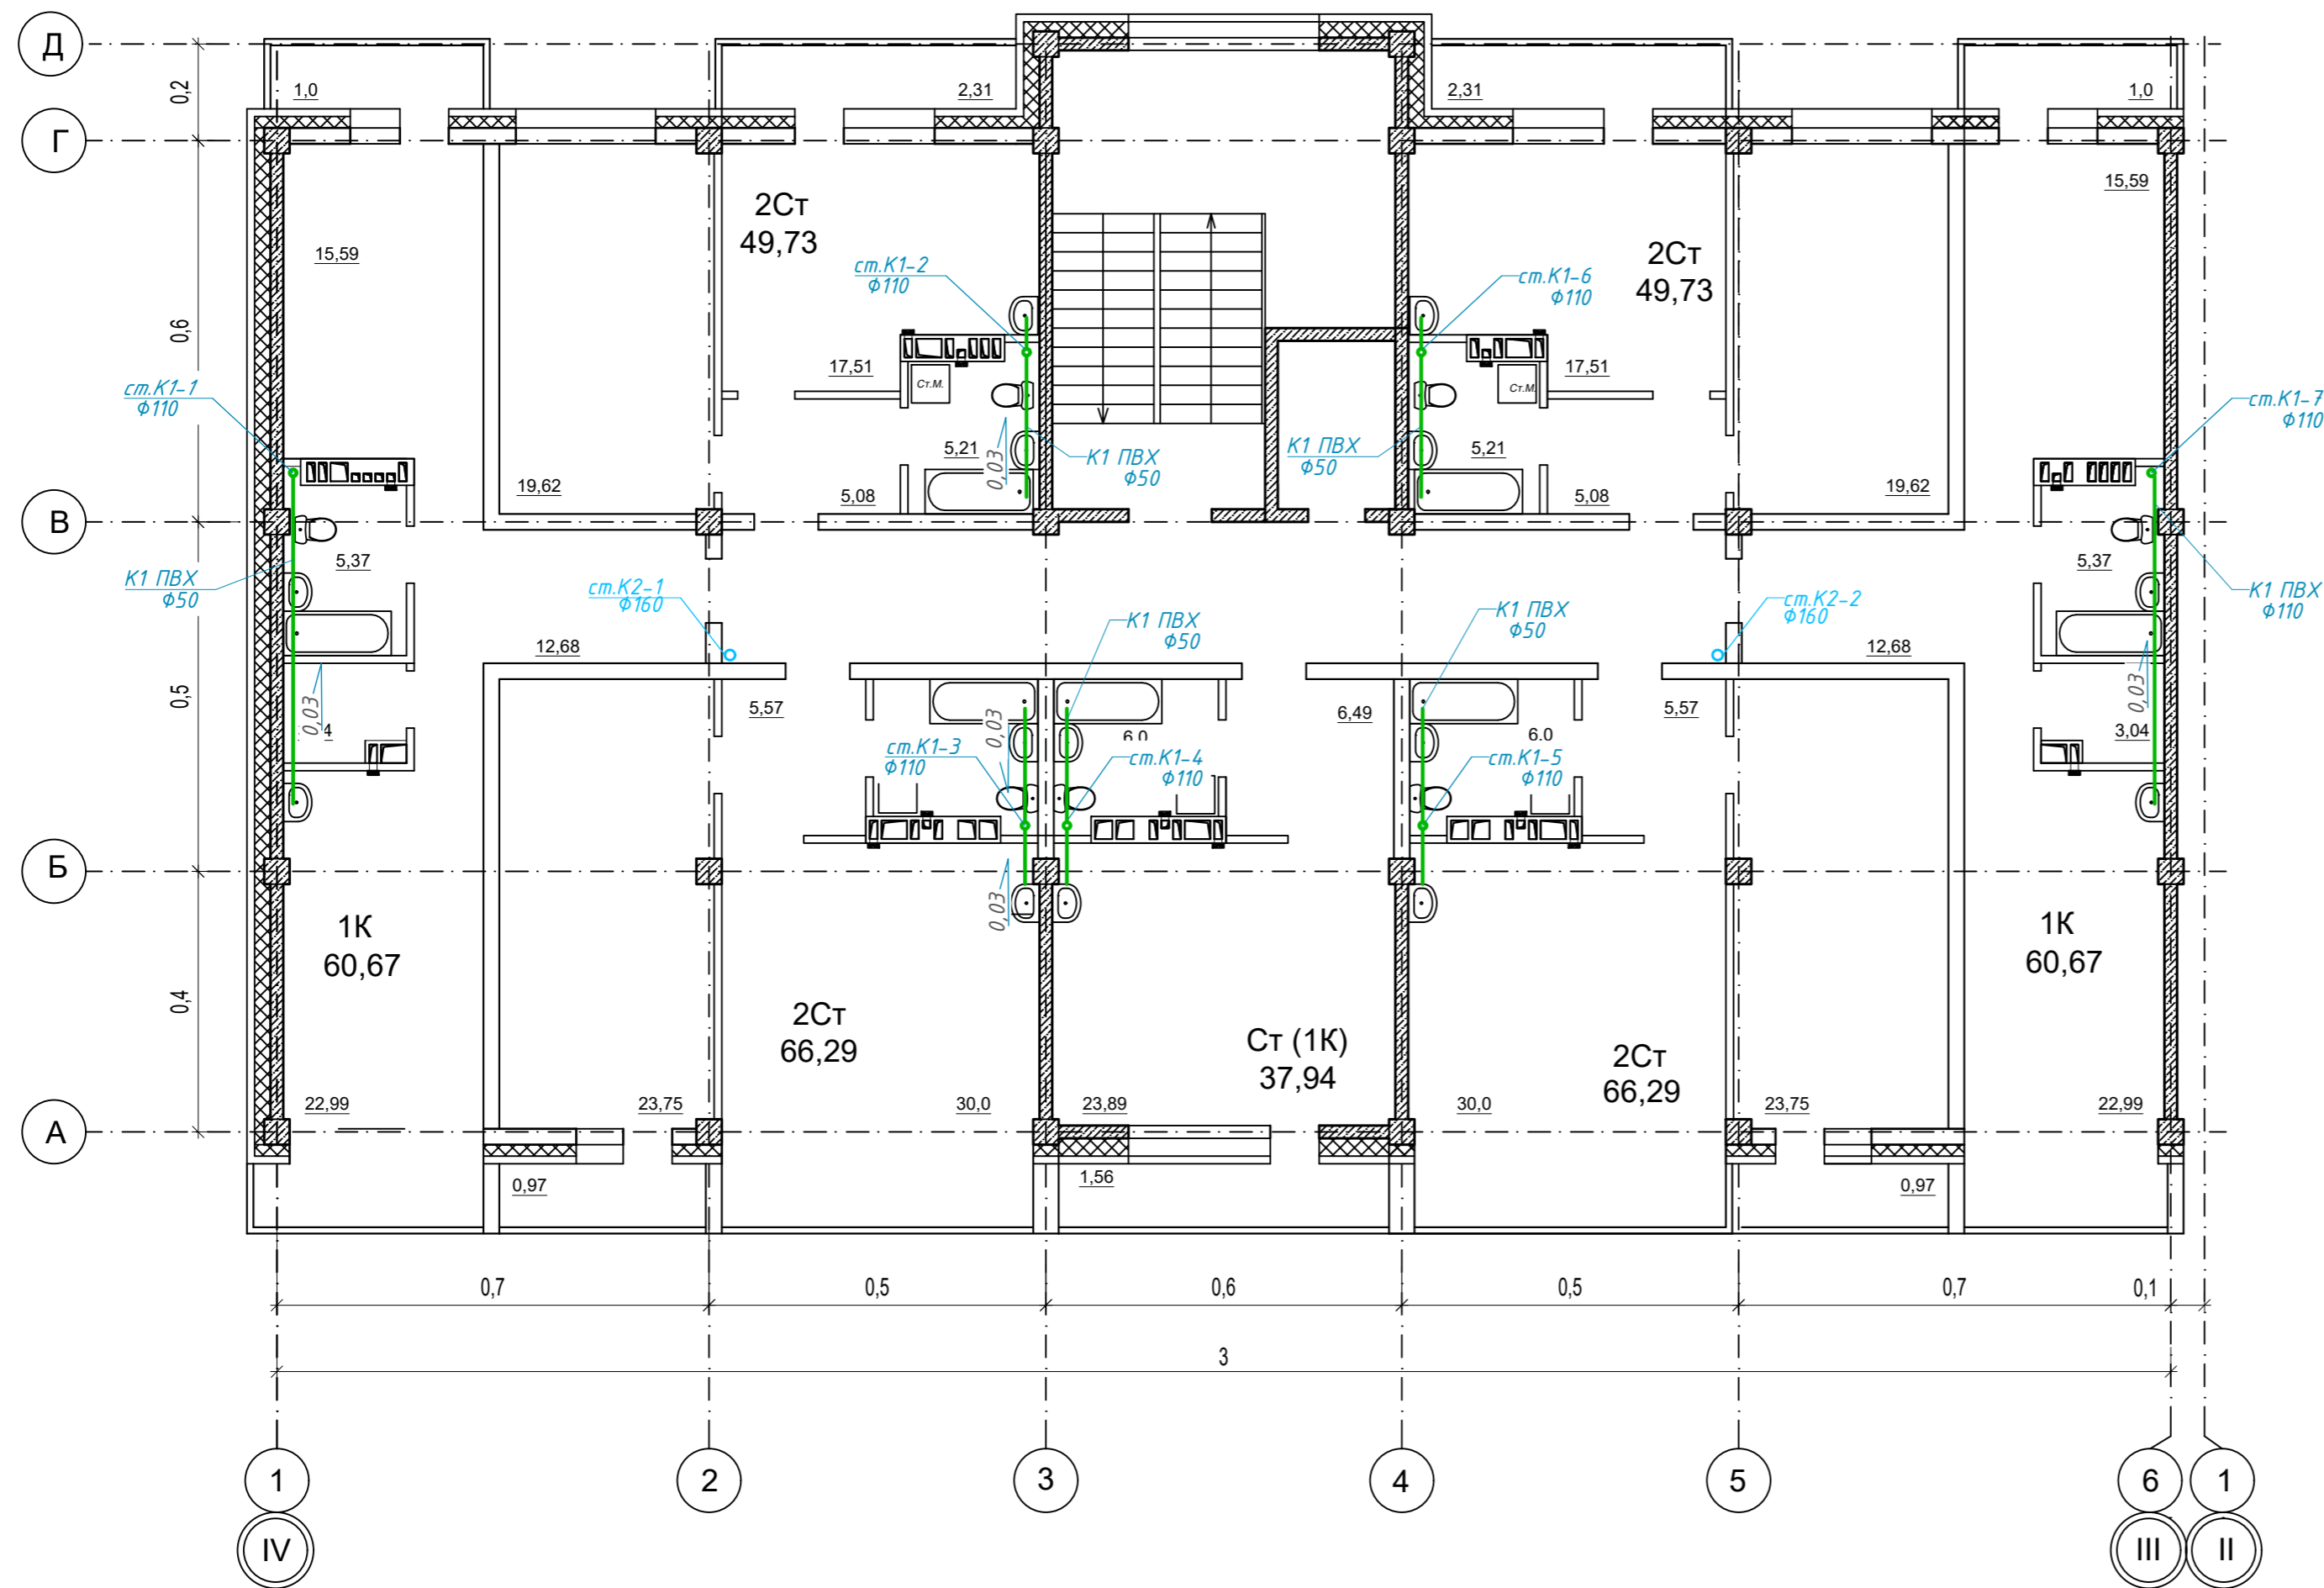 Д
0,2
1,0
2,31
2,31
1,0
Г
15,59
2Ст
49,73
15,59
2Ст
49,73
ст.К1-2
Ф110
ст.К1-6
Ф110
0,6
17,51
Ст.М.
17,51
Ст.М.
ст.К1-1
Ф110
ст.К1-7
Ф110
5,21
0,03
К1 ПВХ
Ф50
К1 ПВХ
Ф50
5,21
19,62
5,08
5,08
19,62
В
5,37
5,37
К1 ПВХ
Ф50
ст.К2-1
Ф160
ст.К2-2
Ф160
К1 ПВХ
Ф110
К1 ПВХ
Ф50
К1 ПВХ
Ф50
12,68
12,68
0,5
0,03
4
5,57
0,03
6,0
6,49
6,0
5,57
0,03
3,04
ст.К1-3
Ф110
ст.К1-4
Ф110
ст.К1-5
Ф110
Б
0,03
1К
60,67
1К
60,67
0,4
2Ст
66,29
Ст (1К)
37,94
2Ст
66,29
22,99
23,75
30,0
23,89
30,0
23,75
22,99
А
0,97
1,56
0,97
0,7
0,5
0,6
0,5
0,7
0,1
3
1
2
3
4
5
6
1
IV
III
II